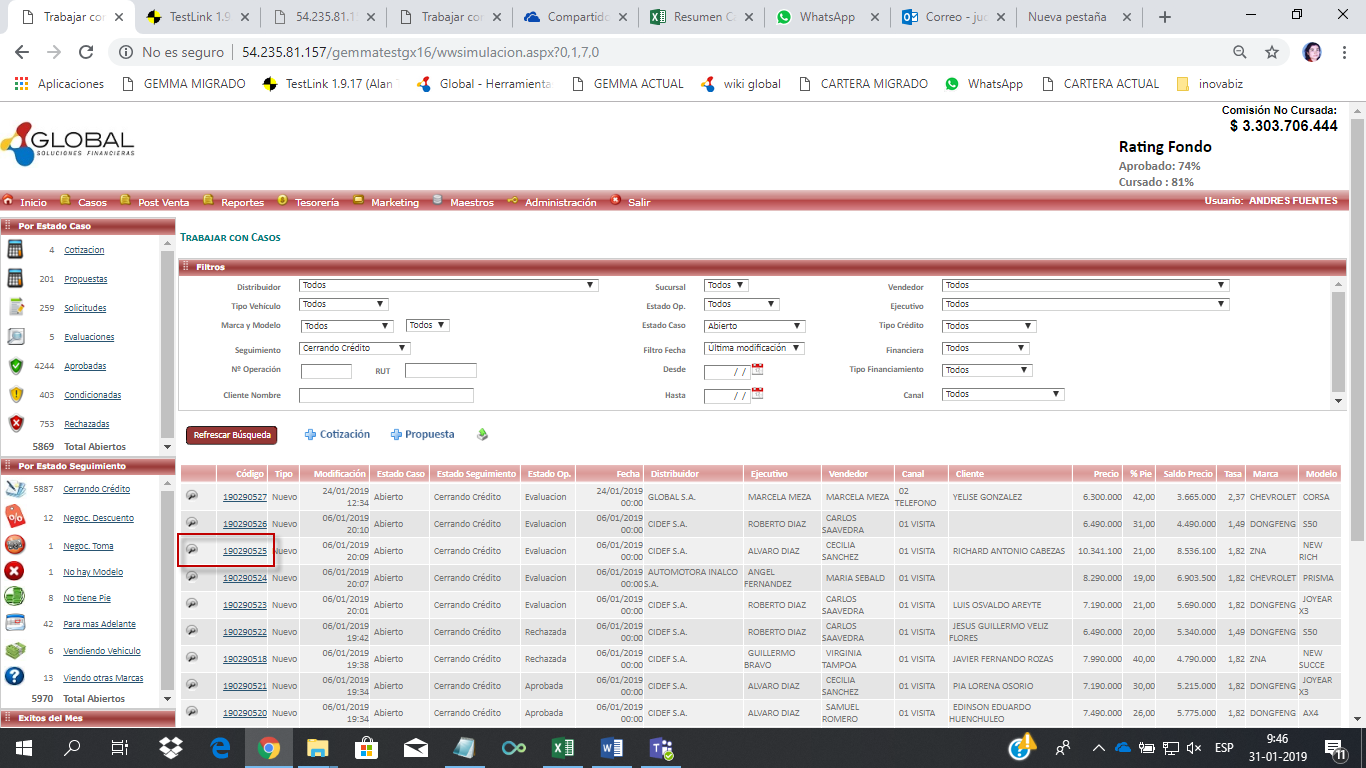 Trabajar con
TestLink 1.9
54.235.81.15
Trabajar con
Compartido
Resumen C
WhatsApp
Correo - juc
Nueva pestaña
No es seguro | 54.235.81.157/gemmatestgx16/wwsimulacion.aspx?0,1,7,0
Aplicaciones
GEMMA MIGRADO
TestLink 1.9.17 (Alan
Global - Herramienta
GEMMA ACTUAL
wiki global
CARTERA MIGRADO
WhatsApp
CARTERA ACTUAL
inovabiz
Comisión No Cursada:
$ 3.303.706.444
GLOBAL
SOLUCIONES FINANCIERAS
Rating Fondo
Aprobado: 74%
Cursado : 81%
Inicio Casos Post Venta Reportes Tesorería Marketing Maestros Administración Salir Usuario: ANDRES FUENTES
Por Estado Caso
4 Cotizacion
201 Propuestas
259 Solicitudes
5 Evaluaciones
4244 Aprobadas
403 Condicionadas
753 Rechazadas
5869 Total Abiertos
Por Estado Seguimiento
5887 Cerrando Crédito
12 Negoc. Descuento
1 Negoc. Toma
1 No hay Modelo
8 No tiene Pie
42 Para mas Adelante
6 Vendiendo Vehículo
13 Viendo otras Marcas
5970 Total Abiertos
Exitos del Mes
TRABAJAR CON CASOS
Filtros
Distribuidor Todos Sucursal Todos Vendedor Todos
Tipo Vehículo Todos Estado Op. Todos Ejecutivo Todos
Marca y Modelo Todos Todos Estado Caso Abierto Tipo Crédito Todos
Seguimiento Cerrando Crédito Filtro Fecha Última modificación Financiera Todos
Nº Operación RUT Desde / / Tipo Financiamiento Todos
Cliente Nombre Hasta / / Canal Todos
Refrescar Búsqueda Cotización Propuesta
Código Tipo Modificación Estado Caso Estado Seguimiento Estado Op. Fecha Distribuidor Ejecutivo Vendedor Canal Cliente Precio % Pie Saldo Precio Tasa Marca Modelo
190290527 Nuevo 24/01/2019 12:34 Abierto Cerrando Crédito Evaluacion 24/01/2019 00:00 GLOBAL S.A. MARCELA MEZA MARCELA MEZA 02 TELEFONO YELISE GONZALEZ 6.300.000 42,00 3.665.000 2,37 CHEVROLET CORSA
190290526 Nuevo 06/01/2019 20:10 Abierto Cerrando Crédito Evaluacion 06/01/2019 00:00 CIDEF S.A. ROBERTO DIAZ CARLOS SAAVEDRA 01 VISITA 6.490.000 31,00 4.490.000 1,49 DONGFENG S50
190290525 Nuevo 06/01/2019 20:09 Abierto Cerrando Crédito Evaluacion 06/01/2019 00:00 CIDEF S.A. ALVARO DIAZ CECILIA SANCHEZ 01 VISITA RICHARD ANTONIO CABEZAS 10.341.100 21,00 8.536.100 1,82 ZNA NEW RICH
190290524 Nuevo 06/01/2019 20:07 Abierto Cerrando Crédito Evaluacion 06/01/2019 00:00 AUTOMOTORA INALCO S.A. ANGEL FERNANDEZ MARIA SEBALD 01 VISITA 8.290.000 19,00 6.903.500 1,82 CHEVROLET PRISMA
190290523 Nuevo 06/01/2019 20:01 Abierto Cerrando Crédito Evaluacion 06/01/2019 00:00 CIDEF S.A. ROBERTO DIAZ CARLOS SAAVEDRA 01 VISITA LUIS OSVALDO AREYTE 7.190.000 21,00 5.690.000 1,82 DONGFENG JOYEAR X3
190290522 Nuevo 06/01/2019 19:42 Abierto Cerrando Crédito Rechazada 06/01/2019 00:00 CIDEF S.A. ROBERTO DIAZ CARLOS SAAVEDRA 01 VISITA JESUS GUILLERMO VELIZ FLORES 6.490.000 20,00 5.340.000 1,49 DONGFENG S50
190290518 Nuevo 06/01/2019 19:38 Abierto Cerrando Crédito Rechazada 06/01/2019 00:00 CIDEF S.A. GUILLERMO BRAVO VIRGINIA TAMPOA 01 VISITA JAVIER FERNANDO ROZAS 7.990.000 40,00 4.790.000 1,82 ZNA NEW SUCCE
190290521 Nuevo 06/01/2019 19:34 Abierto Cerrando Crédito Aprobada 06/01/2019 00:00 CIDEF S.A. ALVARO DIAZ CECILIA SANCHEZ 01 VISITA PIA LORENA OSORIO 7.190.000 30,00 5.215.000 1,82 DONGFENG JOYEAR X3
190290520 Nuevo 06/01/2019 19:34 Abierto Cerrando Crédito Aprobada 06/01/2019 00:00 CIDEF S.A. ALVARO DIAZ SAMUEL ROMERO 01 VISITA EDINSON EDUARDO HUENCHULEO 7.490.000 26,00 5.775.000 1,82 DONGFENG AX4
ESP
9:46
31-01-2019
11